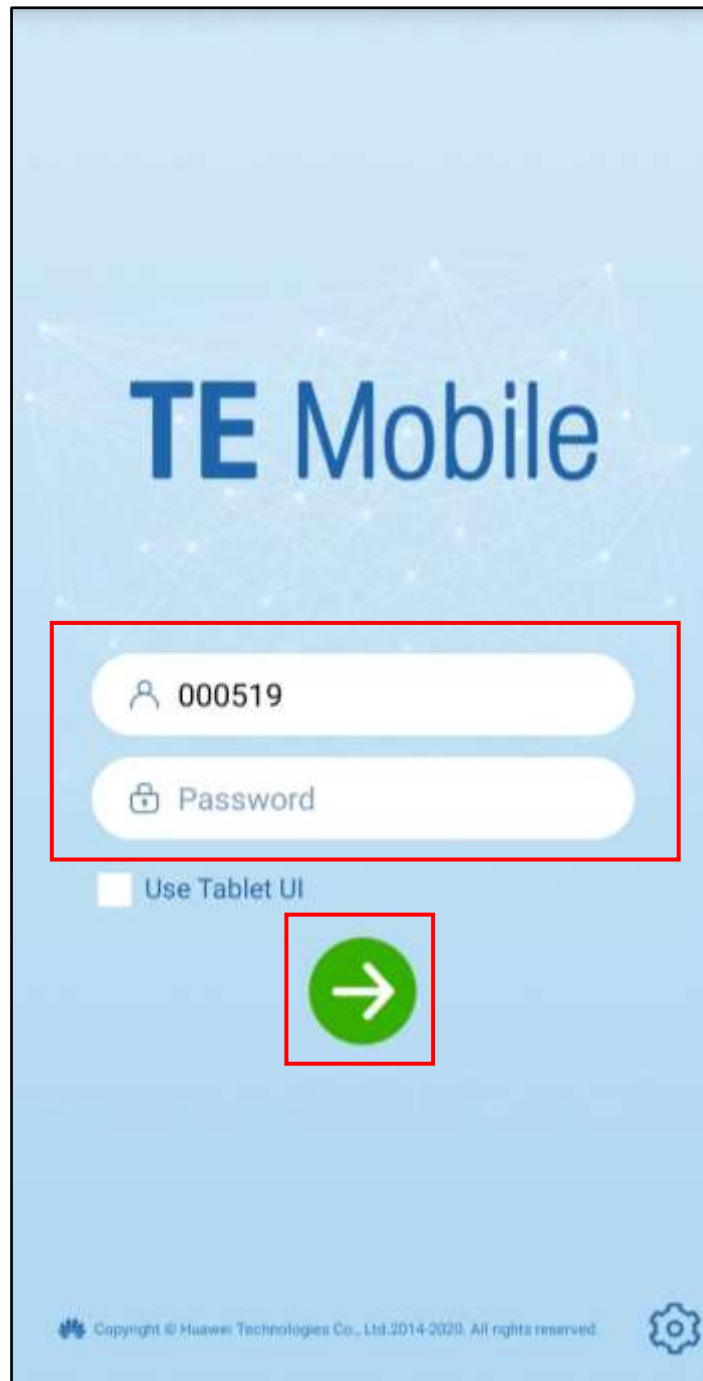 TE Mobile
000519
Password
Use Tablet UI
Copyright © Huawei Technologies Co., Ltd.2014-2020. All rights reserved.